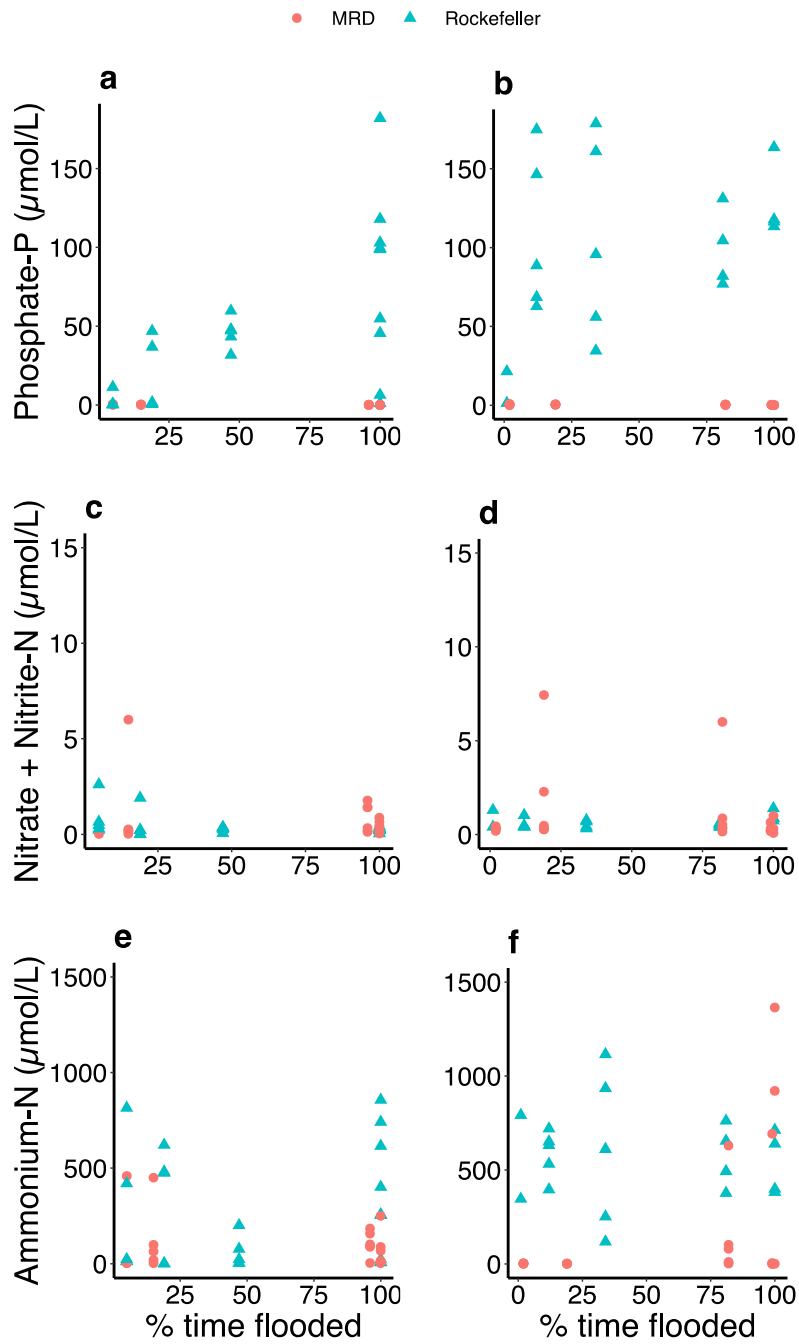 MRD Rockefeller
a
b
Phosphate-P (µmol/L)
150
100
50
0
25 50 75 100
150
100
50
0
0 25 50 75 100
c
d
Nitrate + Nitrite-N (µmol/L)
15
10
5
0
25 50 75 100
15
10
5
0
0 25 50 75 100
e
f
Ammonium-N (µmol/L)
1500
1000
500
0
25 50 75 100
% time flooded
1500
1000
500
0
0 25 50 75 100
% time flooded